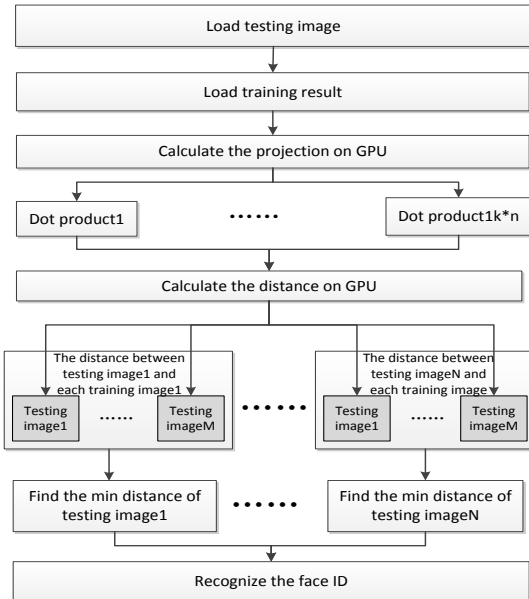 Load testing image
Load training result
Calculate the projection on GPU
Dot product1
......
Dot product1k*n
Calculate the distance on GPU
The distance between
testing image1 and
each training image1
Testing
image1
......
Testing
imageM
......
The distance between
testing imageN and
each training image
Testing
image1
......
Testing
imageM
Find the min distance of
testing image1
......
Find the min distance of
testing imageN
Recognize the face ID